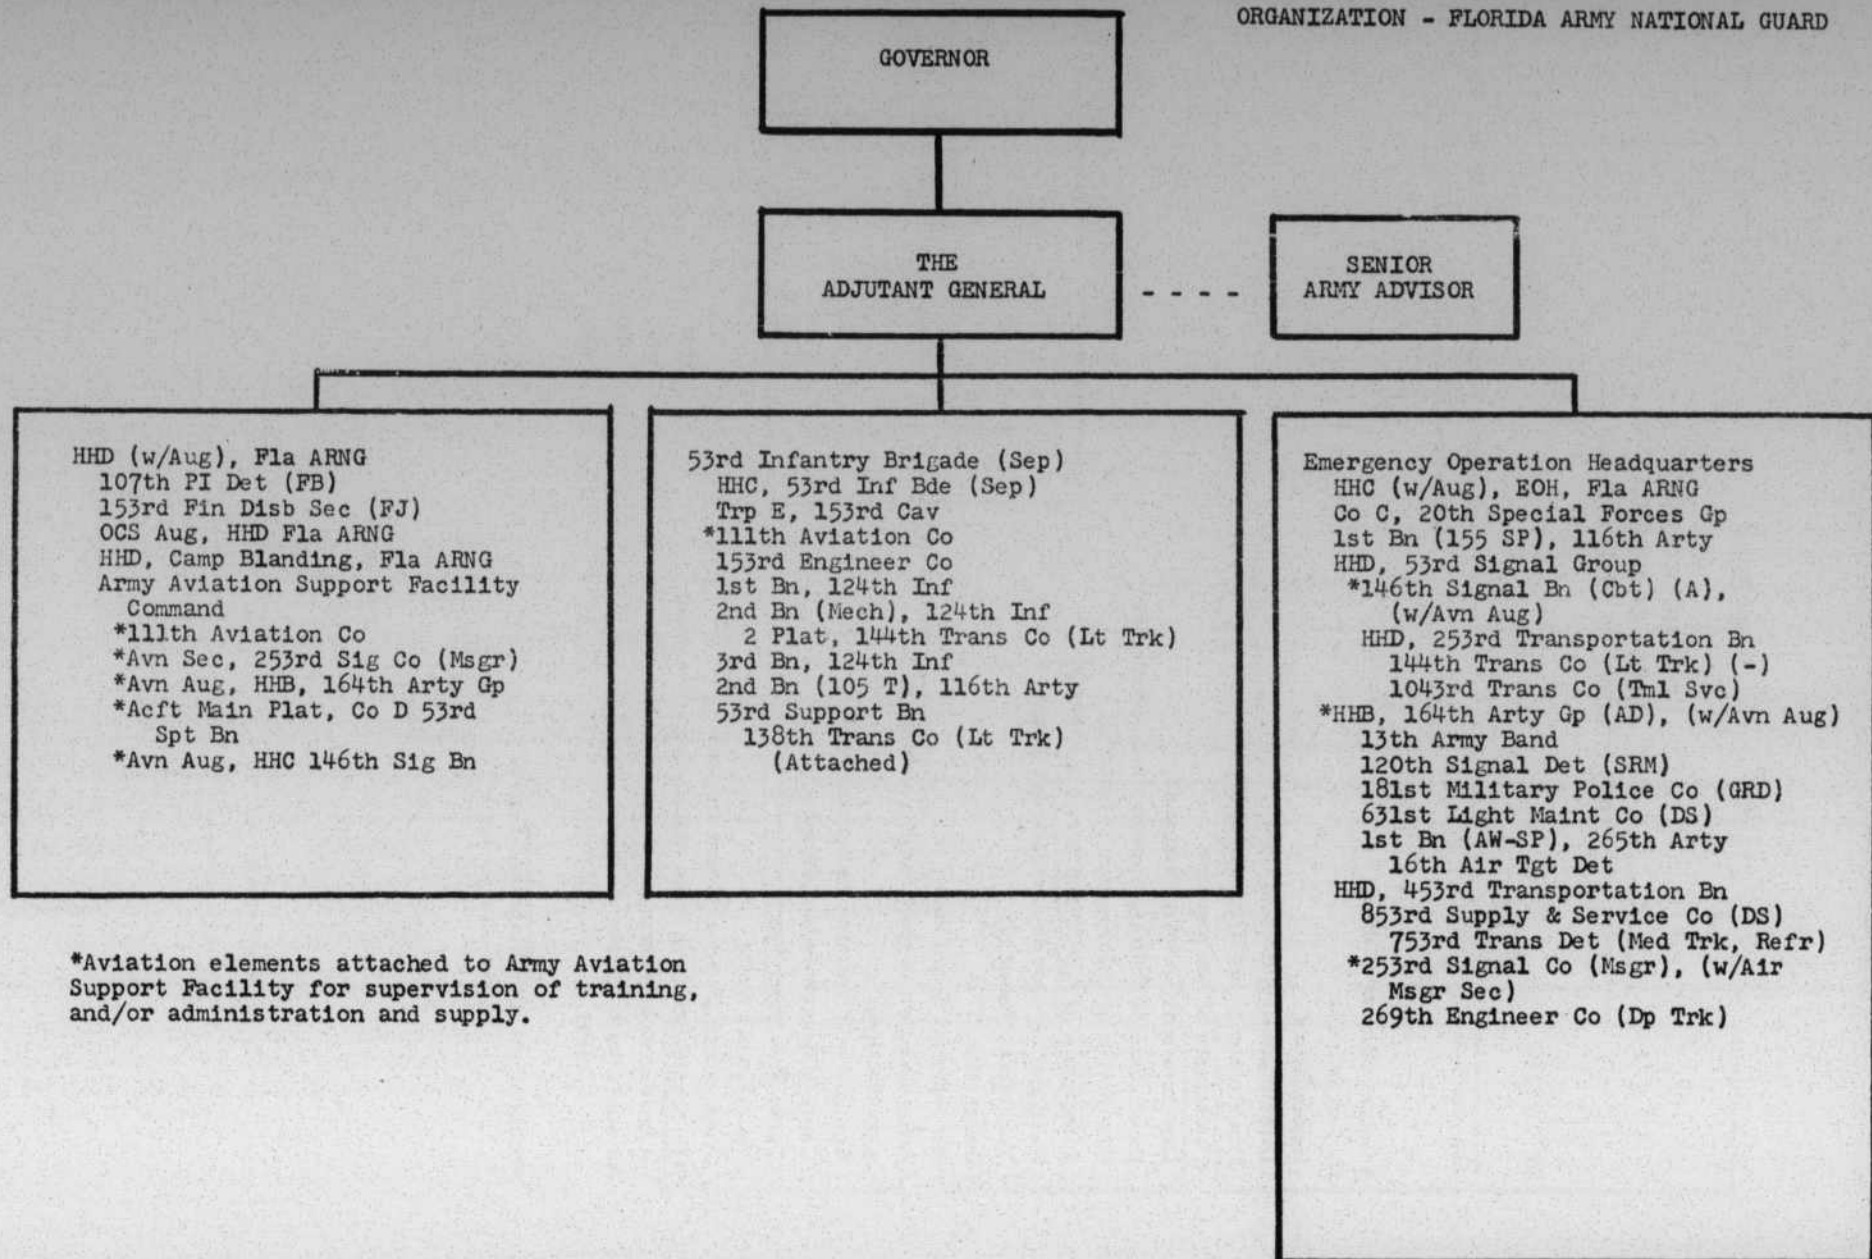 ORGANIZATION - FLORIDA ARMY NATIONAL GUARD
GOVERNOR
THE
ADJUTANT GENERAL
- - - -
SENIOR
ARMY ADVISOR
HHD (w/Aug), Fla ARNG
107th PI Det (FB)
153rd Fin Disb Sec (FJ)
OCS Aug, HHD Fla ARNG
HHD, Camp Blanding, Fla ARNG
Army Aviation Support Facility
Command
*111th Aviation Co
*Avn Sec, 253rd Sig Co (Msgr)
*Avn Aug, HHB, 164th Arty Gp
*Acft Main Plat, Co D 53rd
Spt Bn
*Avn Aug, HHC 146th Sig Bn
53rd Infantry Brigade (Sep)
HHC, 53rd Inf Bde (Sep)
Trp E, 153rd Cav
*111th Aviation Co
153rd Engineer Co
1st Bn, 124th Inf
2nd Bn (Mech), 124th Inf
2 Plat, 144th Trans Co (Lt Trk)
3rd Bn, 124th Inf
2nd Bn (105 T), 116th Arty
53rd Support Bn
138th Trans Co (Lt Trk)
(Attached)
Emergency Operation Headquarters
HHC (w/Aug), EOH, Fla ARNG
Co C, 20th Special Forces Gp
1st Bn (155 SP), 116th Arty
HHD, 53rd Signal Group
*146th Signal Bn (Cbt) (A),
(w/Avn Aug)
HHD, 253rd Transportation Bn
144th Trans Co (Lt Trk) (-)
1043rd Trans Co (Tml Svc)
*HHB, 164th Arty Gp (AD), (w/Avn Aug)
13th Army Band
120th Signal Det (SRM)
181st Military Police Co (GRD)
631st Light Maint Co (DS)
1st Bn (AW-SP), 265th Arty
16th Air Tgt Det
HHD, 453rd Transportation Bn
853rd Supply & Service Co (DS)
753rd Trans Det (Med Trk, Refr)
*253rd Signal Co (Msgr), (w/Air
Msgr Sec)
269th Engineer Co (Dp Trk)
*Aviation elements attached to Army Aviation
Support Facility for supervision of training,
and/or administration and supply.